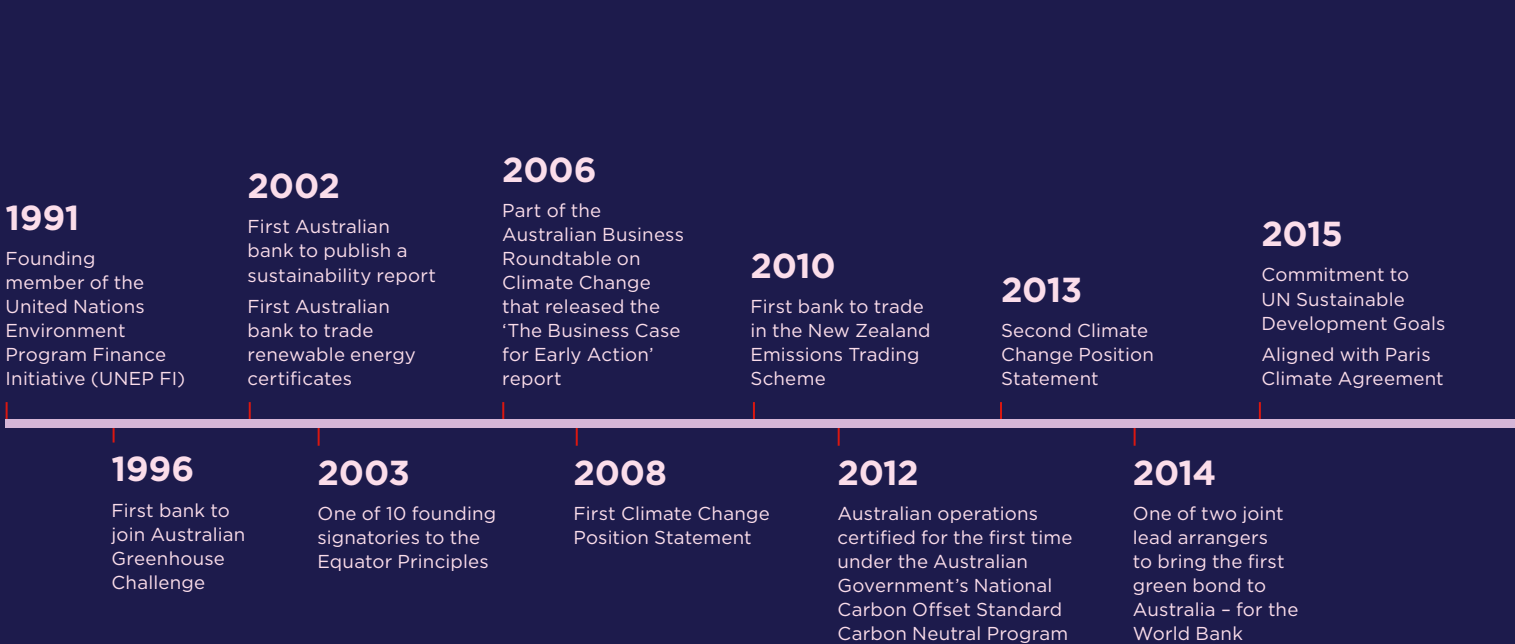 1991
Founding
member of the
United Nations
Environment
Program Finance
Initiative (UNEP FI)
1996
First bank to
join Australian
Greenhouse
Challenge
2002
First Australian
bank to publish a
sustainability report
First Australian
bank to trade
renewable energy
certificates
2003
One of 10 founding
signatories to the
Equator Principles
2006
Part of the
Australian Business
Roundtable on
Climate Change
that released the
‘The Business Case
for Early Action’
report
2008
First Climate Change
Position Statement
2010
First bank to trade
in the New Zealand
Emissions Trading
Scheme
2012
Australian operations
certified for the first time
under the Australian
Government’s National
Carbon Offset Standard
Carbon Neutral Program
2013
Second Climate
Change Position
Statement
2014
One of two joint
lead arrangers
to bring the first
green bond to
Australia – for the
World Bank
2015
Commitment to
UN Sustainable
Development Goals
Aligned with Paris
Climate Agreement